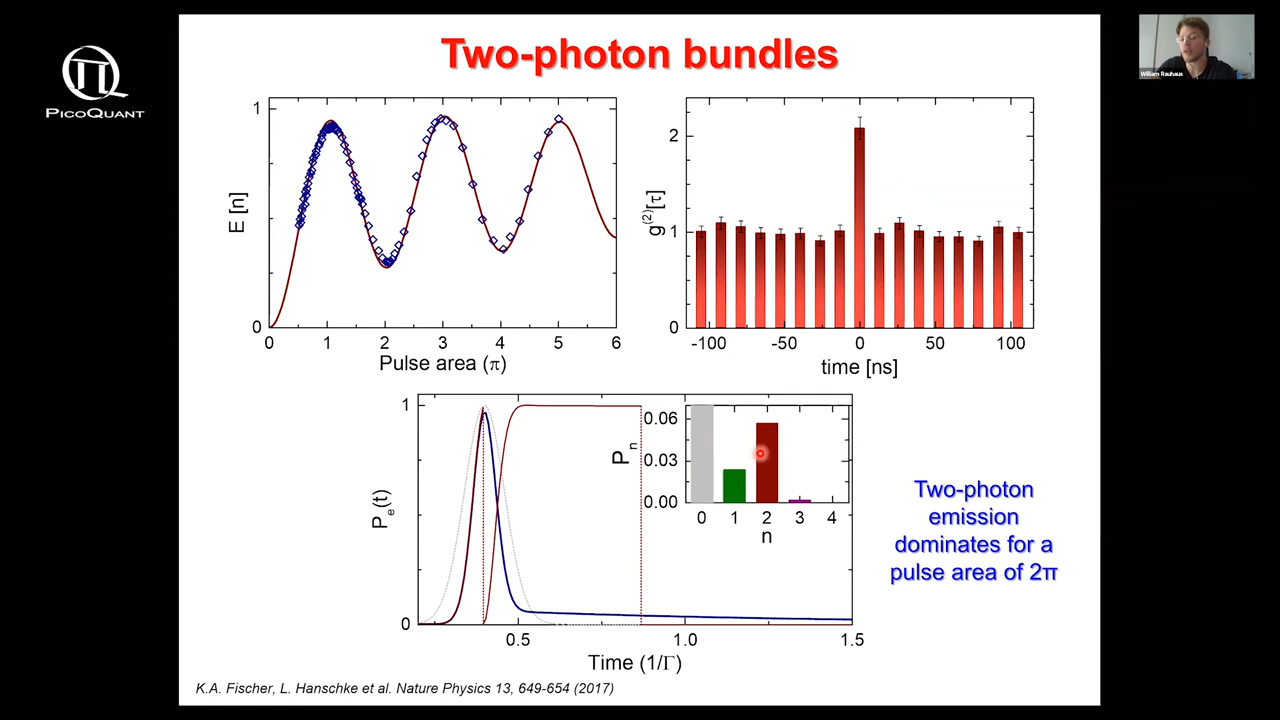 Two-photon bundles
PicoQuant
William Rauhaus
1
0
E [n]
0 1 2 3 4 5 6
Pulse area (π)
2
1
0
g(2)[τ]
-100 -50 0 50 100
time [ns]
1
0
Pe(t)
0.5 1.0 1.5
Time (1/Γ)
0.06
0.03
0.00
Pn
0 1 2 3 4
n
Two-photon
emission
dominates for a
pulse area of 2π
K.A. Fischer, L. Hanschke et al. Nature Physics 13, 649-654 (2017)